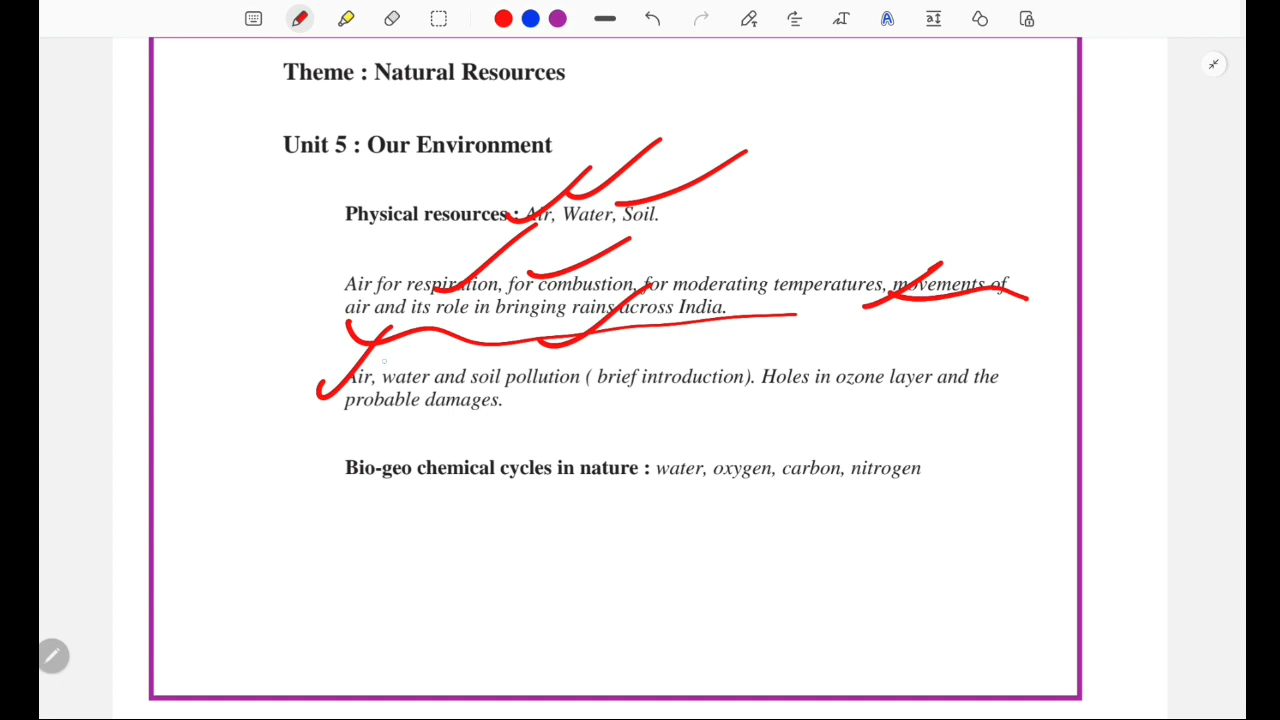 Theme : Natural Resources
Unit 5 : Our Environment
Physical resources : Air, Water, Soil.
Air for respiration, for combustion, for moderating temperatures, movements of
air and its role in bringing rains across India.
Air, water and soil pollution ( brief introduction). Holes in ozone layer and the
probable damages.
Bio-geo chemical cycles in nature : water, oxygen, carbon, nitrogen